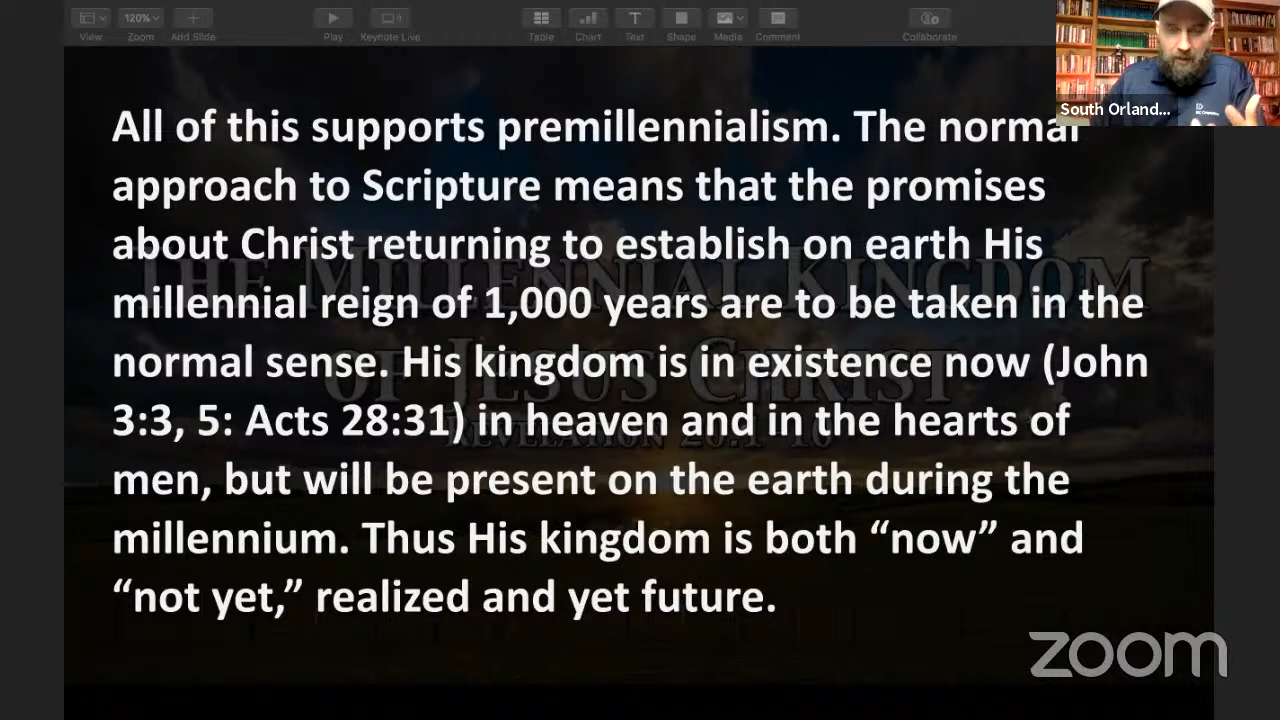 120%
View
Zoom
Add Slide
Play
Keynote Live
Table
Chart
Text
Shape
Media
Comment
Collaborate
South Orland...
All of this supports premillennialism. The normal
approach to Scripture means that the promises
about Christ returning to establish on earth His
millennial reign of 1,000 years are to be taken in the
normal sense. His kingdom is in existence now (John
3:3, 5: Acts 28:31) in heaven and in the hearts of
men, but will be present on the earth during the
millennium. Thus His kingdom is both “now” and
“not yet,” realized and yet future.
THE MILLENNIAL KINGDOM
OF JESUS CHRIST
REVELATION 20:1-10
zoom